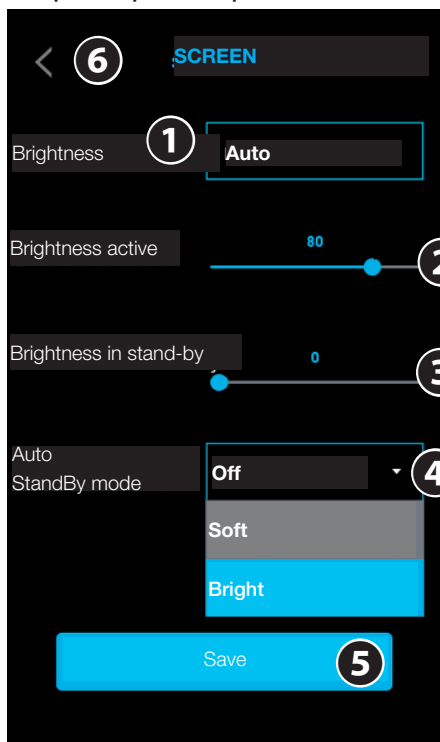 6
SCREEN
1
Brightness
Auto
Brightness active
80
2
Brightness in stand-by
0
3
Auto
StandBy mode
Off
4
Soft
Bright
Save
5